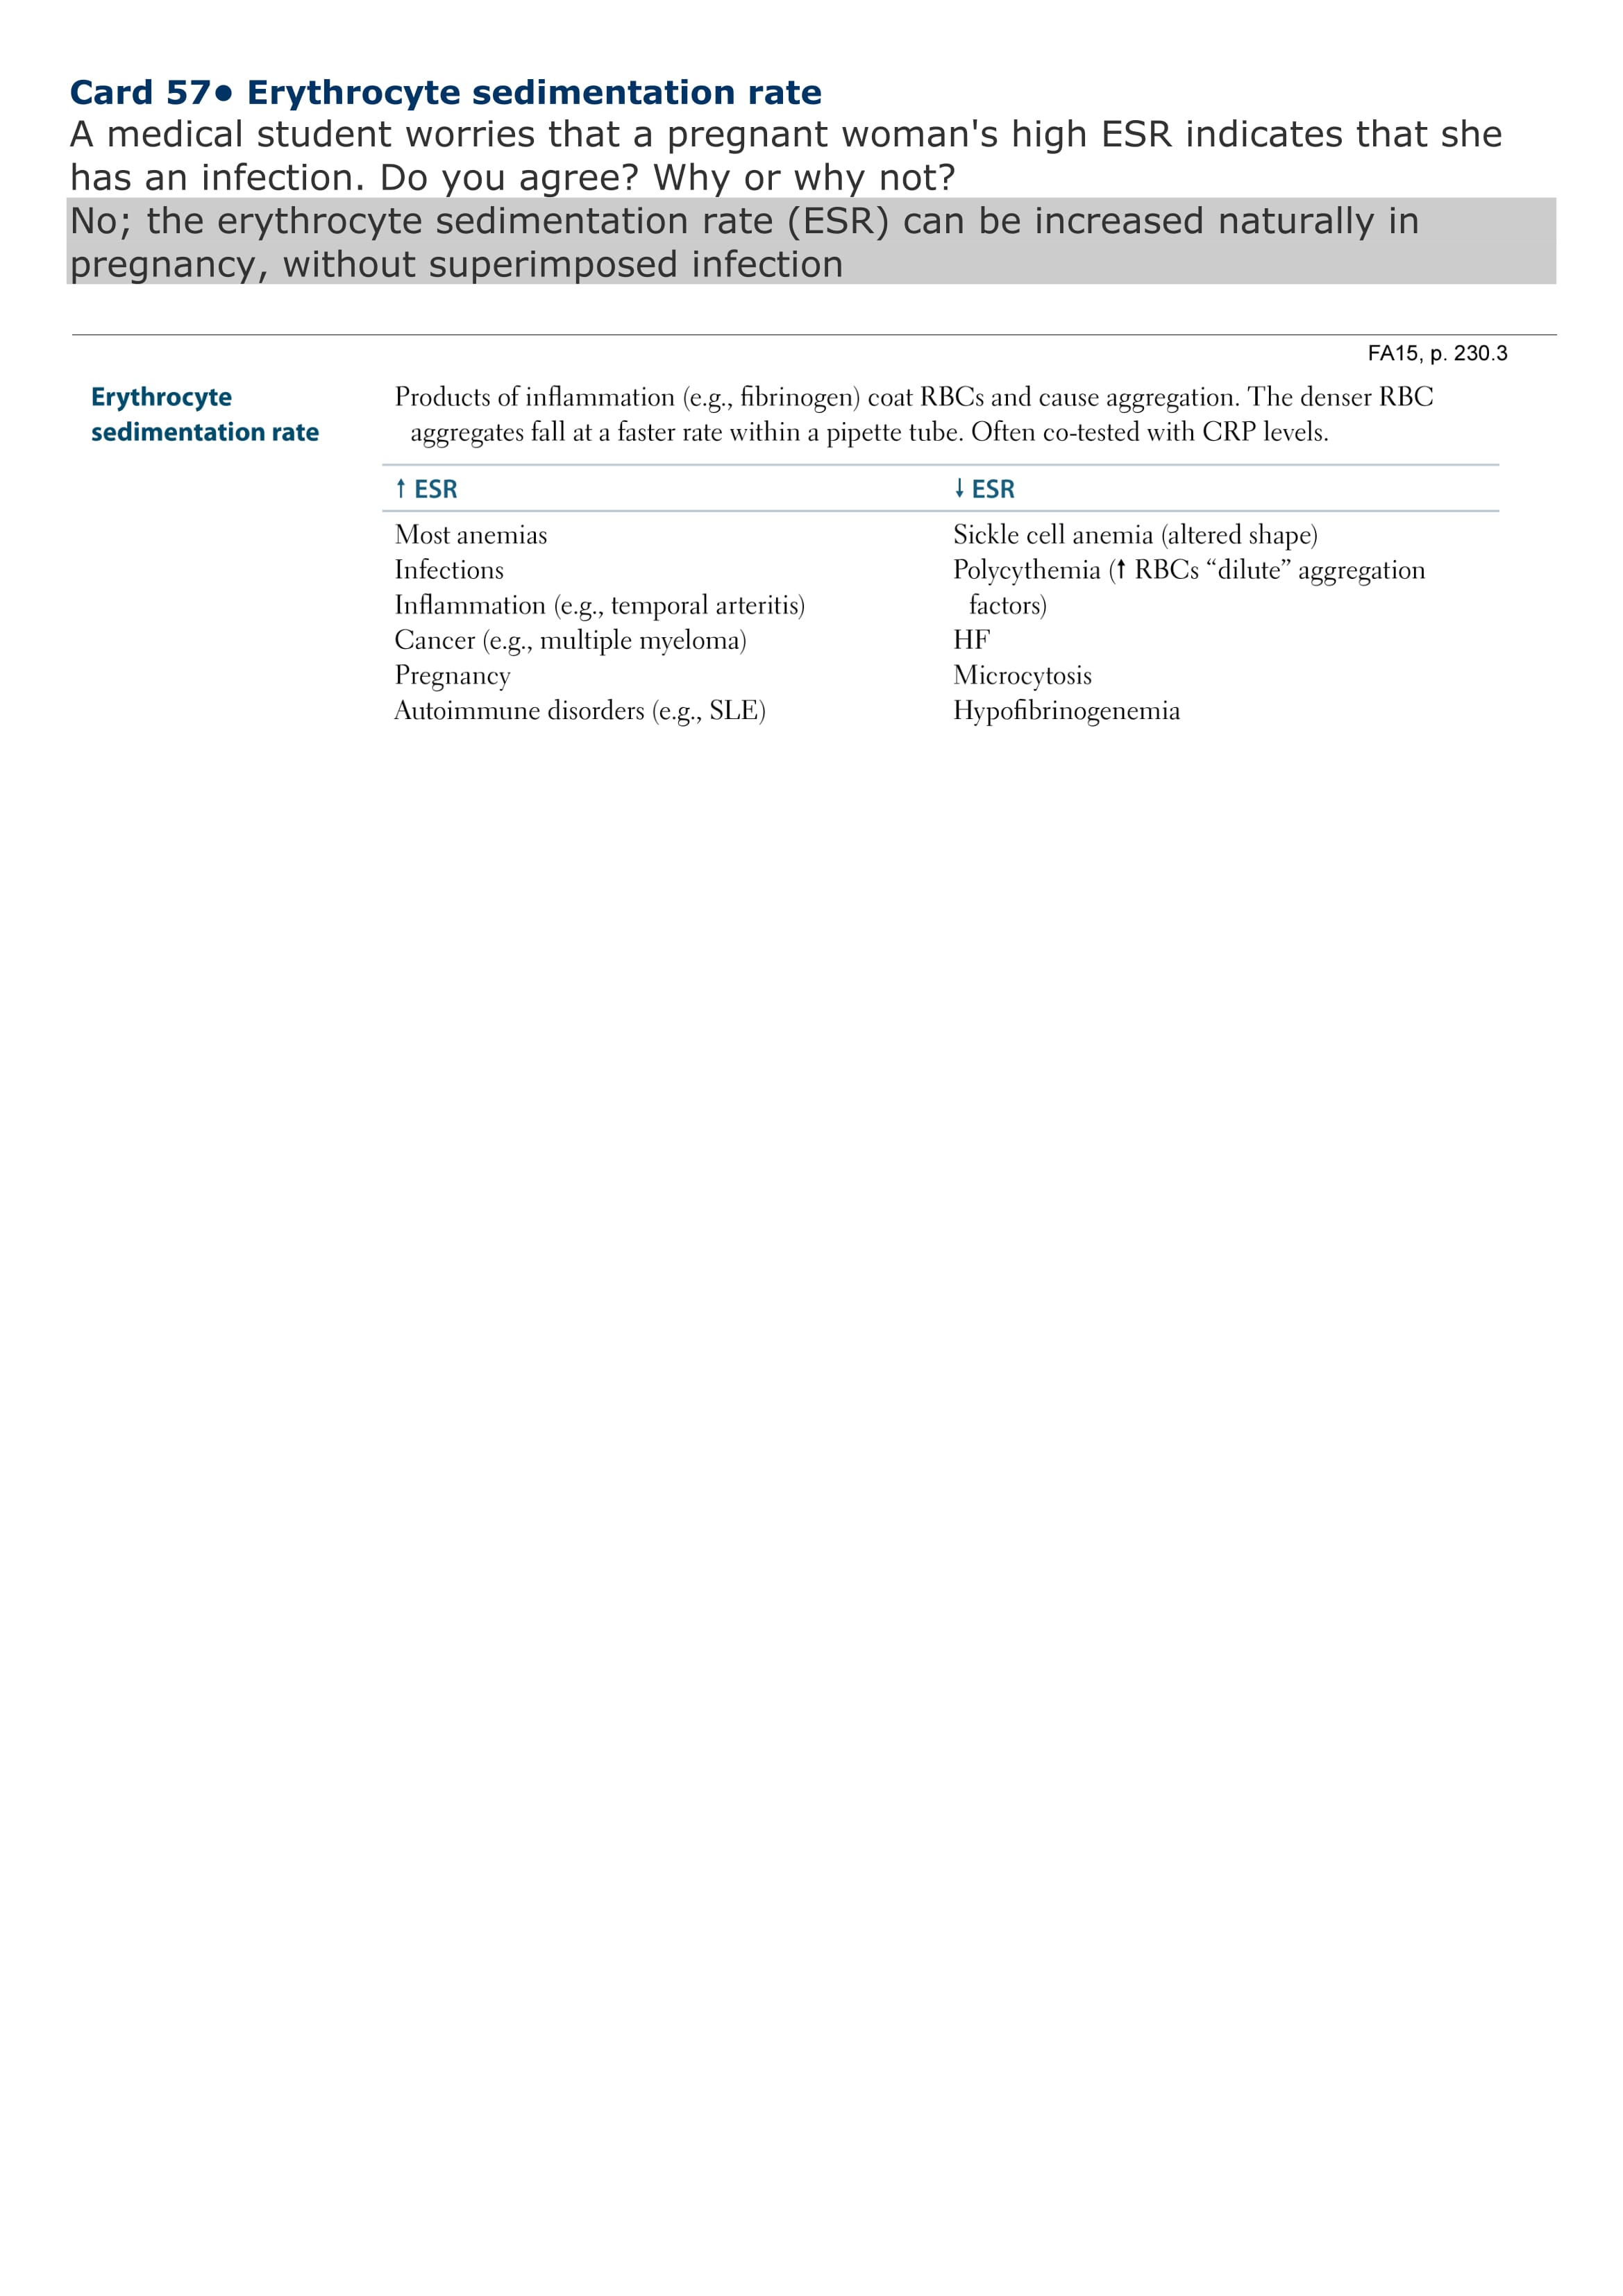 Card 57● Erythrocyte sedimentation rate
A medical student worries that a pregnant woman's high ESR indicates that she
has an infection. Do you agree? Why or why not?
No; the erythrocyte sedimentation rate (ESR) can be increased naturally in
pregnancy, without superimposed infection
FA15, p. 230.3
Erythrocyte
sedimentation rate
Products of inflammation (e.g., fibrinogen) coat RBCs and cause aggregation. The denser RBC
aggregates fall at a faster rate within a pipette tube. Often co-tested with CRP levels.
↑ ESR
Most anemias
Infections
Inflammation (e.g., temporal arteritis)
Cancer (e.g., multiple myeloma)
Pregnancy
Autoimmune disorders (e.g., SLE)
↓ ESR
Sickle cell anemia (altered shape)
Polycythemia (↑ RBCs “dilute” aggregation
factors)
HF
Microcytosis
Hypofibrinogenemia